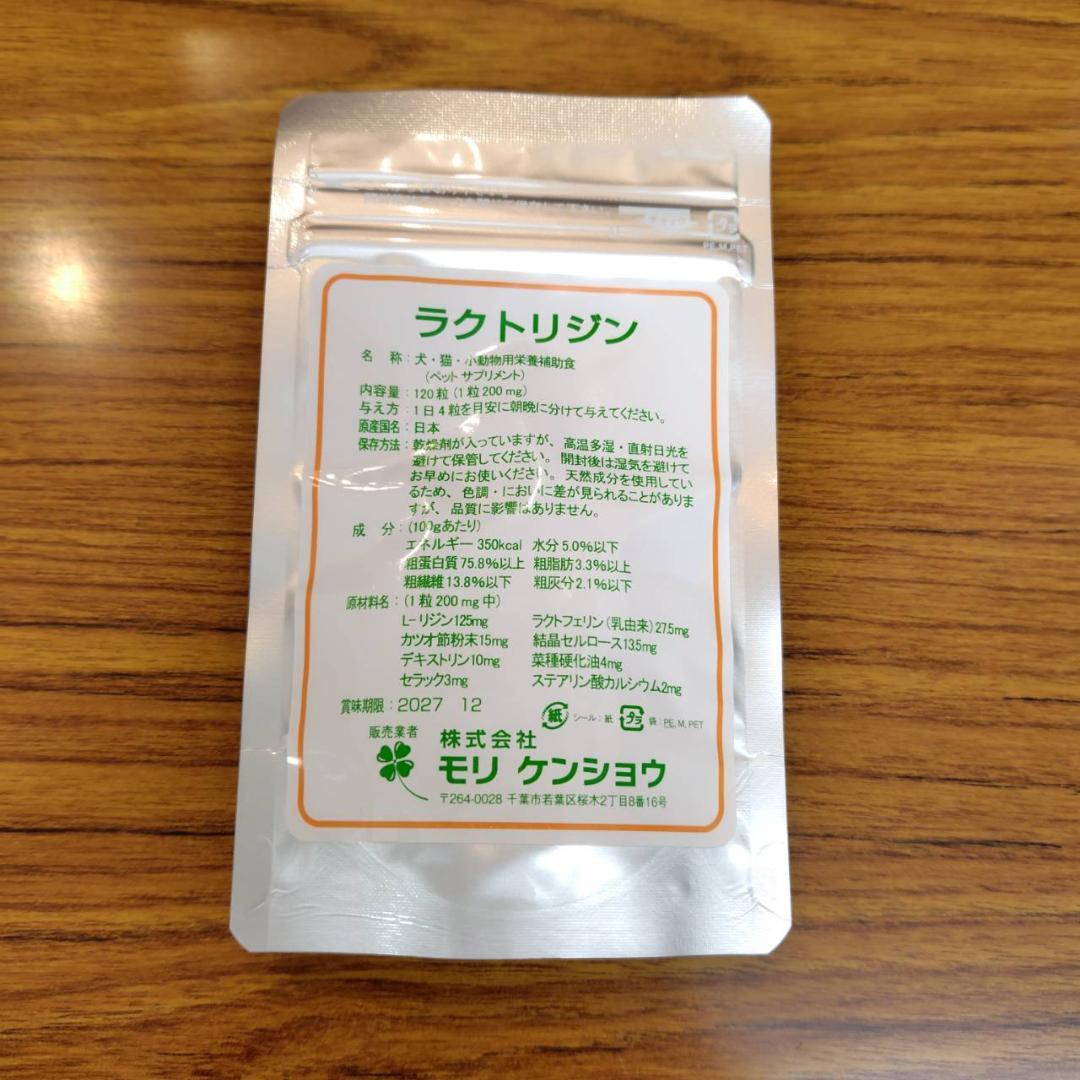 プラ
PE, M, PET
ラクトリジン
名 称：犬・猫・小動物用栄養補助食
（ペット サプリメント）
内容量：120粒（1粒200mg）
与え方：1日4粒を目安に朝晩に分けて与えてください。
原産国名：日本
保存方法：乾燥剤が入っていますが、高温多湿・直射日光を
避けて保管してください。開封後は湿気を避けて
お早めにお使いください。天然成分を使用してい
るため、色調・においに差が見られることがありま
すが、品質に影響はありません。
成 分：(100gあたり)
エネルギー350kcal 水分5.0%以下
粗蛋白質75.8%以上 粗脂肪3.3%以上
粗繊維13.8%以下 粗灰分2.1%以下
原材料名：（1粒200mg中）
L-リジン125mg ラクトフェリン（乳由来）27.5mg
カツオ節粉末15mg 結晶セルロース13.5mg
デキストリン10mg 菜種硬化油4mg
セラック3mg ステアリン酸カルシウム2mg
賞味期限：2027 12
紙 シール：紙 プラ 袋：PE, M, PET
販売業者 株式会社
モリ ケンショウ
〒264-0028 千葉市若葉区桜木2丁目8番16号